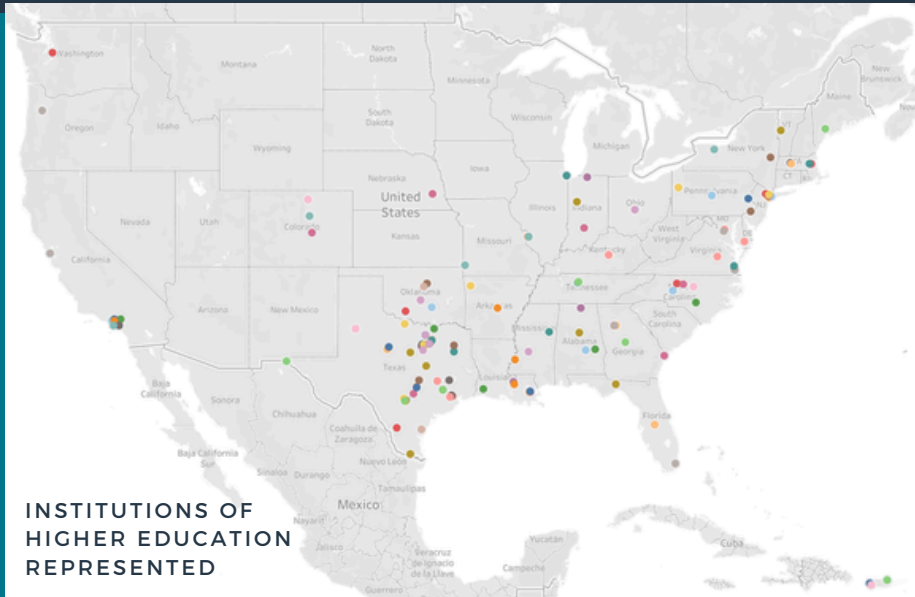 Washington
North
Dakota
Montana
Minnesota
New
Brunswick
Maine
Oregon
Idaho
South
Dakota
Wisconsin
Michigan
VT
New York
Wyoming
Iowa
CT
RI
Nebraska
United
States
Illinois
Indiana
Ohio
Pennsylvania
NJ
Nevada
Utah
Colorado
Kansas
Missouri
West
Virginia
DE
Kentucky
Virginia
California
Oklahoma
Tennessee
Carolina
Arizona
New Mexico
Arkansas
Mississippi
South
Carolina
Alabama
Georgia
Texas
Louisiana
Baja
California
Sonora
Chihuahua
Florida
Coahuila de
Zaragoza
Baja California
Sur
Nuevo León
Sinaloa
Durango
Tamaulipas
Mexico
Nayarit
Yucatán
Cuba
Jalisco
Veracruz
de Ignacio
de la Llave
Campeche
Guerrero
INSTITUTIONS OF
HIGHER EDUCATION
REPRESENTED